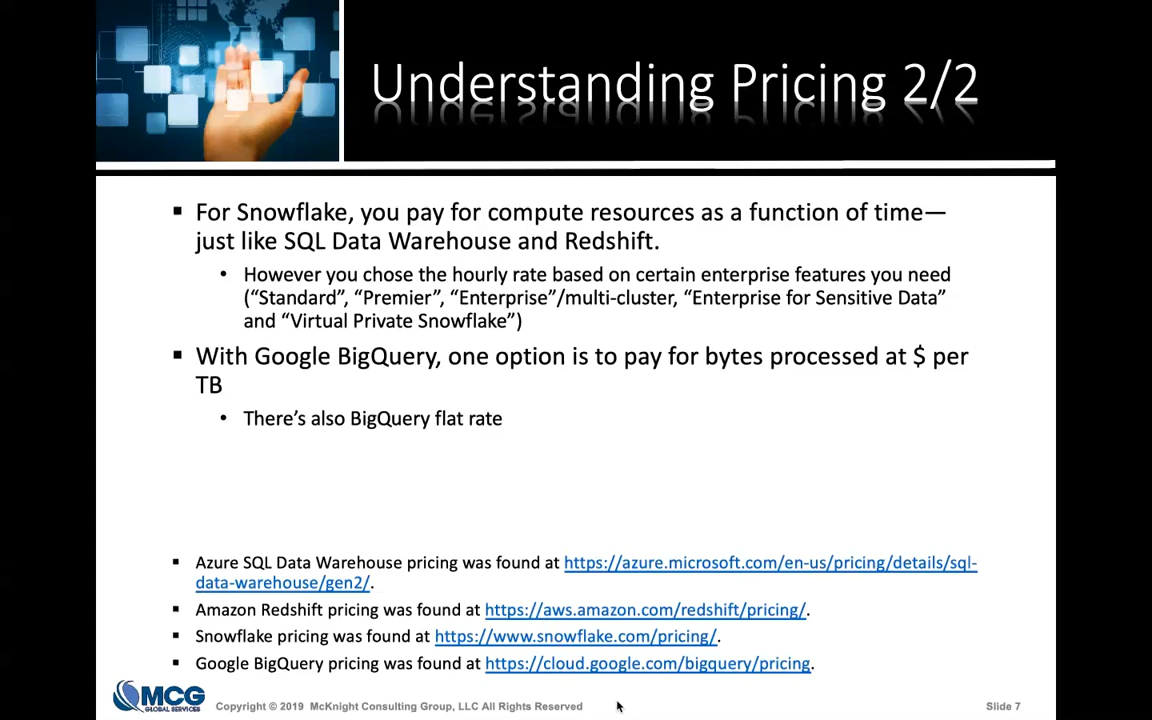 Understanding Pricing 2/2
▪ For Snowflake, you pay for compute resources as a function of time—
just like SQL Data Warehouse and Redshift.
• However you chose the hourly rate based on certain enterprise features you need
(“Standard”, “Premier”, “Enterprise”/multi-cluster, “Enterprise for Sensitive Data”
and “Virtual Private Snowflake”)
▪ With Google BigQuery, one option is to pay for bytes processed at $ per
TB
• There’s also BigQuery flat rate
▪ Azure SQL Data Warehouse pricing was found at https://azure.microsoft.com/en-us/pricing/details/sql-
data-warehouse/gen2/.
▪ Amazon Redshift pricing was found at https://aws.amazon.com/redshift/pricing/.
▪ Snowflake pricing was found at https://www.snowflake.com/pricing/.
▪ Google BigQuery pricing was found at https://cloud.google.com/bigquery/pricing.
MCG
GLOBAL SERVICES
Copyright © 2019 McKnight Consulting Group, LLC All Rights Reserved
Slide 7